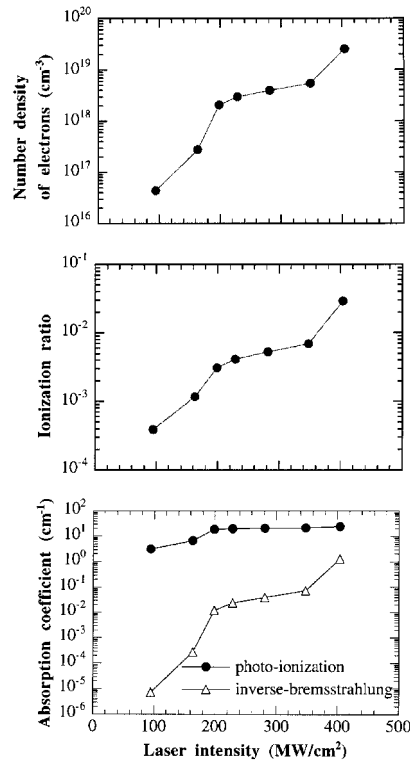 10^20
10^19
10^18
10^17
10^16
Number density
of electrons (cm^-3)
10^-1
10^-2
10^-3
10^-4
Ionization ratio
10^2
10^1
10^0
10^-1
10^-2
10^-3
10^-4
10^-5
10^-6
Absorption coefficient (cm^-1)
photo-ionization
inverse-bremsstrahlung
0 100 200 300 400 500
Laser intensity (MW/cm^2)